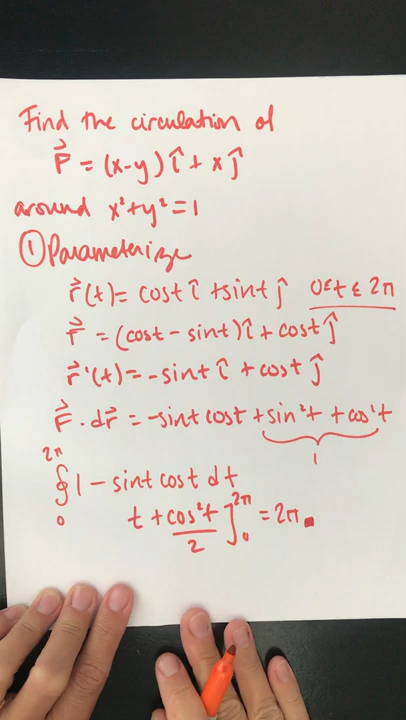 Find the circulation of
F⃗ = (x-y) î + x ĵ
around x²+y²=1
① Parameterize
r⃗(t) = cost î + sint ĵ 0≤t≤2π
F⃗ = (cost - sint) î + cost ĵ
r⃗'(t) = -sint î + cost ĵ
F⃗ · dr⃗ = -sint cost + sin²t + cos²t
1
∮₀^2π 1 - sint cost dt
t + cos²t/2 ]₀^2π = 2π